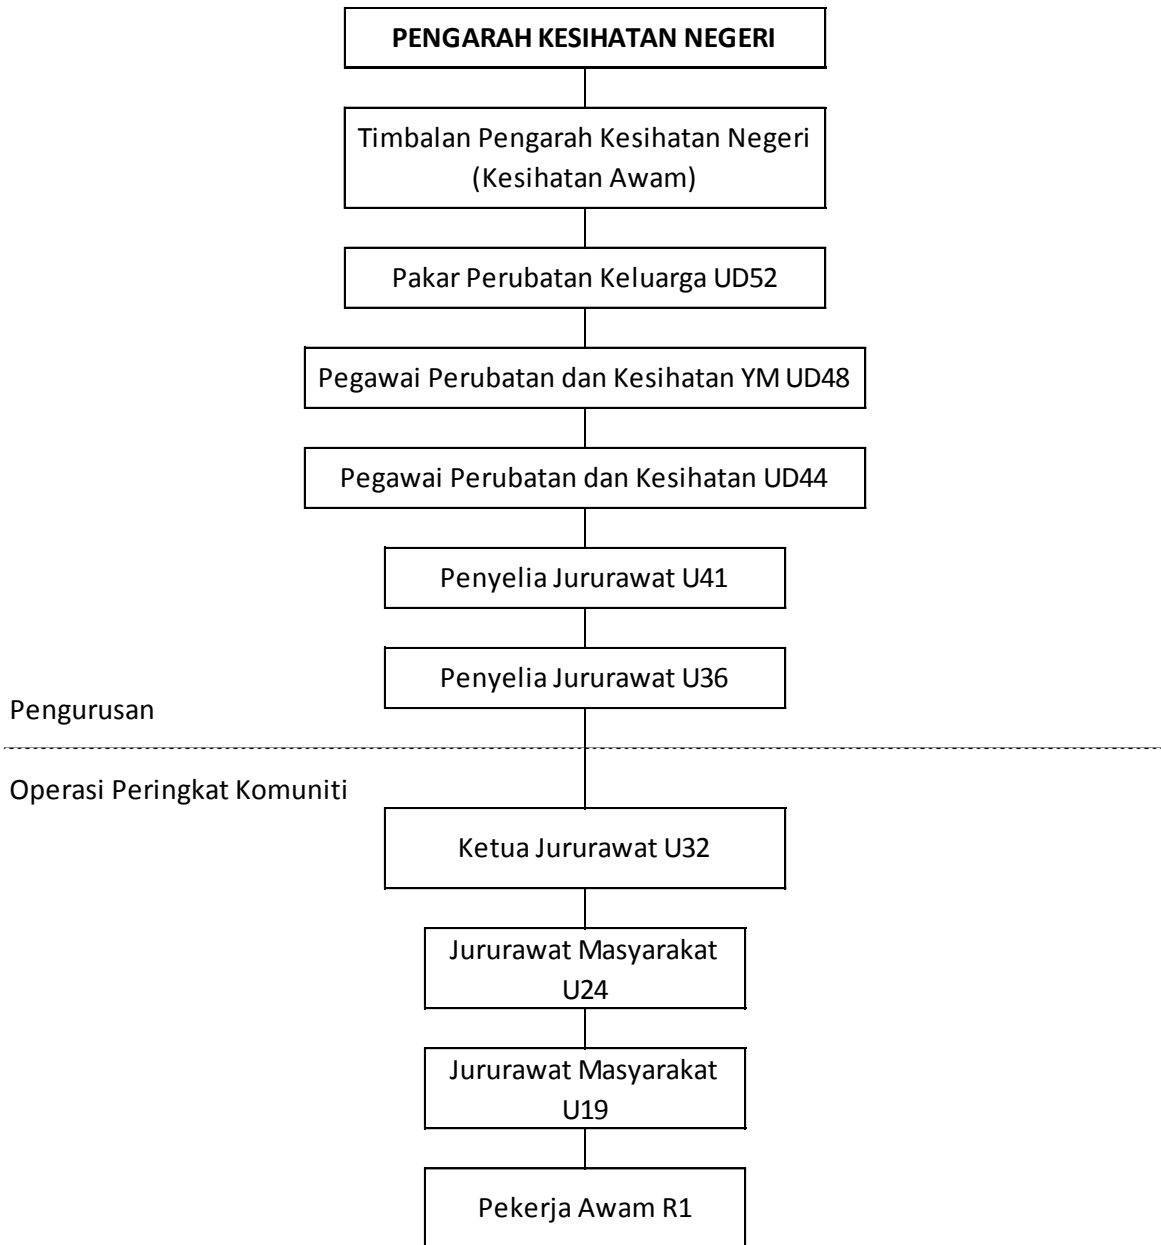 PENGARAH KESIHATAN NEGERI
Timbalan Pengarah Kesihatan Negeri
(Kesihatan Awam)
Pakar Perubatan Keluarga UD52
Pegawai Perubatan dan Kesihatan YM UD48
Pegawai Perubatan dan Kesihatan UD44
Penyelia Jururawat U41
Penyelia Jururawat U36
Pengurusan
Operasi Peringkat Komuniti
Ketua Jururawat U32
Jururawat Masyarakat
U24
Jururawat Masyarakat
U19
Pekerja Awam R1